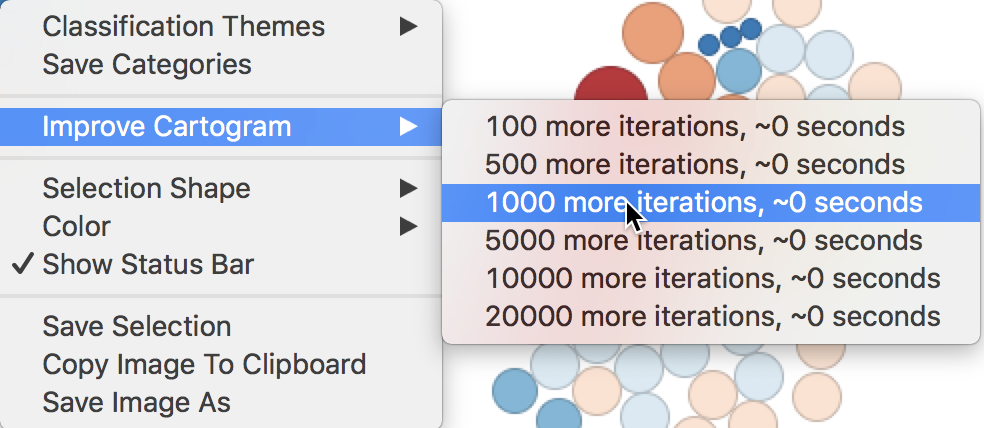 Classification Themes
Save Categories
Improve Cartogram
100 more iterations, ~0 seconds
500 more iterations, ~0 seconds
1000 more iterations, ~0 seconds
5000 more iterations, ~0 seconds
10000 more iterations, ~0 seconds
20000 more iterations, ~0 seconds
Selection Shape
Color
Show Status Bar
Save Selection
Copy Image To Clipboard
Save Image As